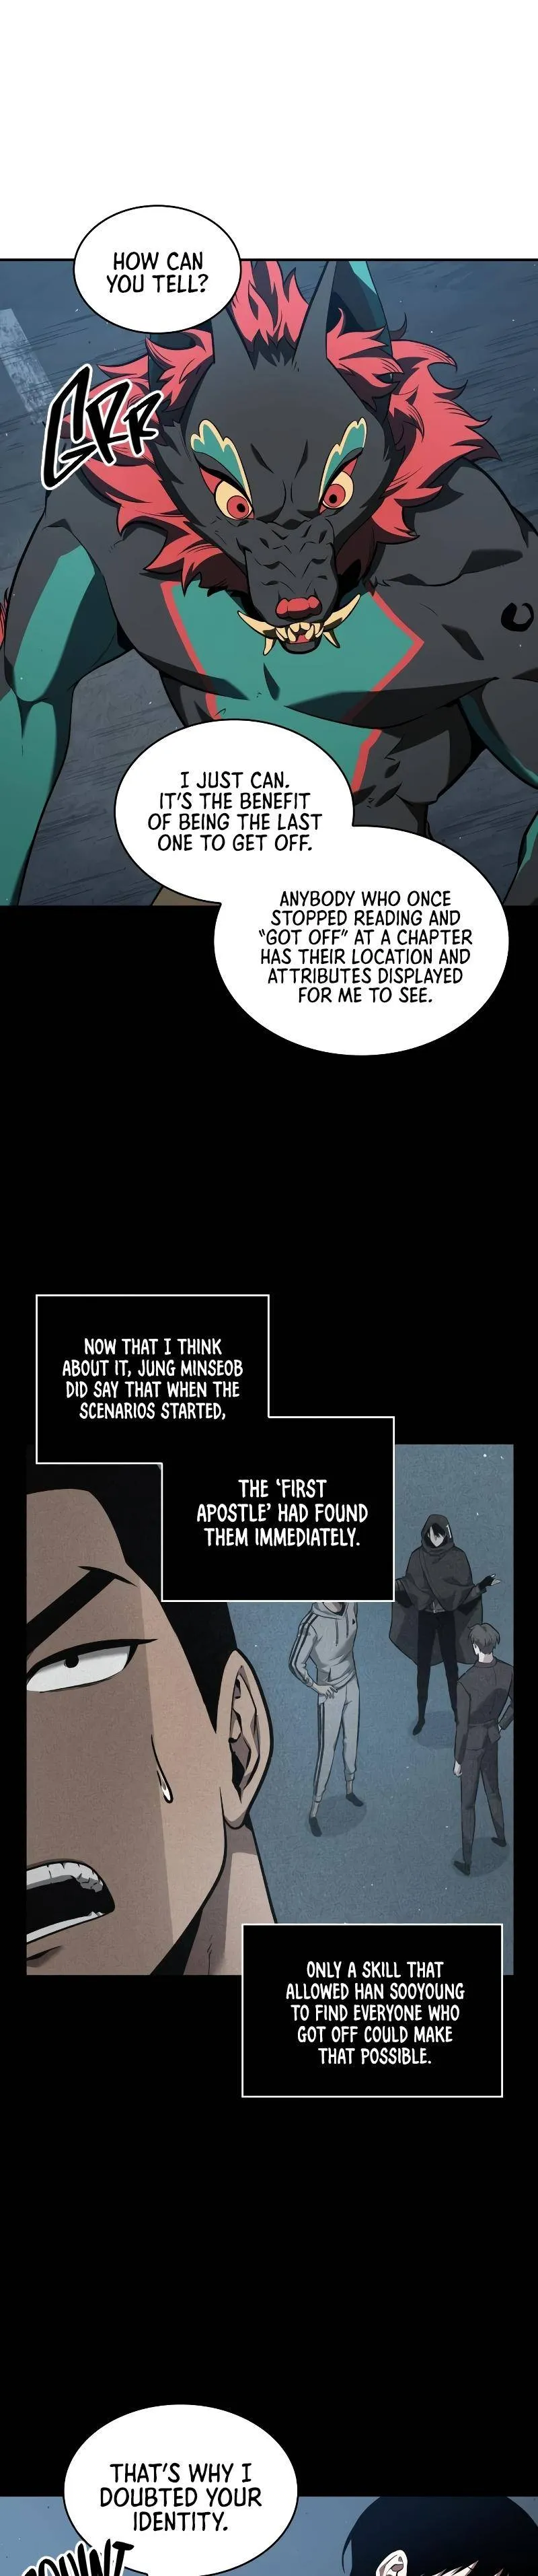 HOW CAN
YOU TELL?
GRR
I JUST CAN.
IT'S THE BENEFIT
OF BEING THE LAST
ONE TO GET OFF.
ANYBODY WHO ONCE
STOPPED READING AND
"GOT OFF" AT A CHAPTER
HAS THEIR LOCATION AND
ATTRIBUTES DISPLAYED
FOR ME TO SEE.
NOW THAT I THINK
ABOUT IT, JUNG MINSEOB
DID SAY THAT WHEN THE
SCENARIOS STARTED,
THE 'FIRST
APOSTLE' HAD FOUND
THEM IMMEDIATELY.
ONLY A SKILL THAT
ALLOWED HAN SOOYOUNG
TO FIND EVERYONE WHO
GOT OFF COULD MAKE
THAT POSSIBLE.
THAT'S WHY I
DOUBTED YOUR
IDENTITY.